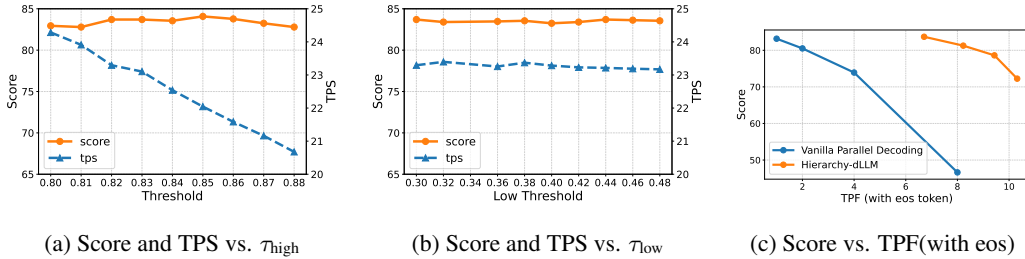 85
80
75
70
65
Score
25
24
23
22
21
20
TPS
score
tps
0.80 0.81 0.82 0.83 0.84 0.85 0.86 0.87 0.88
Threshold
(a) Score and TPS vs. τhigh
85
80
75
70
65
Score
25
24
23
22
21
20
TPS
score
tps
0.30 0.32 0.34 0.36 0.38 0.40 0.42 0.44 0.46 0.48
Low Threshold
(b) Score and TPS vs. τlow
80
70
60
50
Score
Vanilla Parallel Decoding
Hierarchy-dLLM
2 4 6 8 10
TPF (with eos token)
(c) Score vs. TPF(with eos)